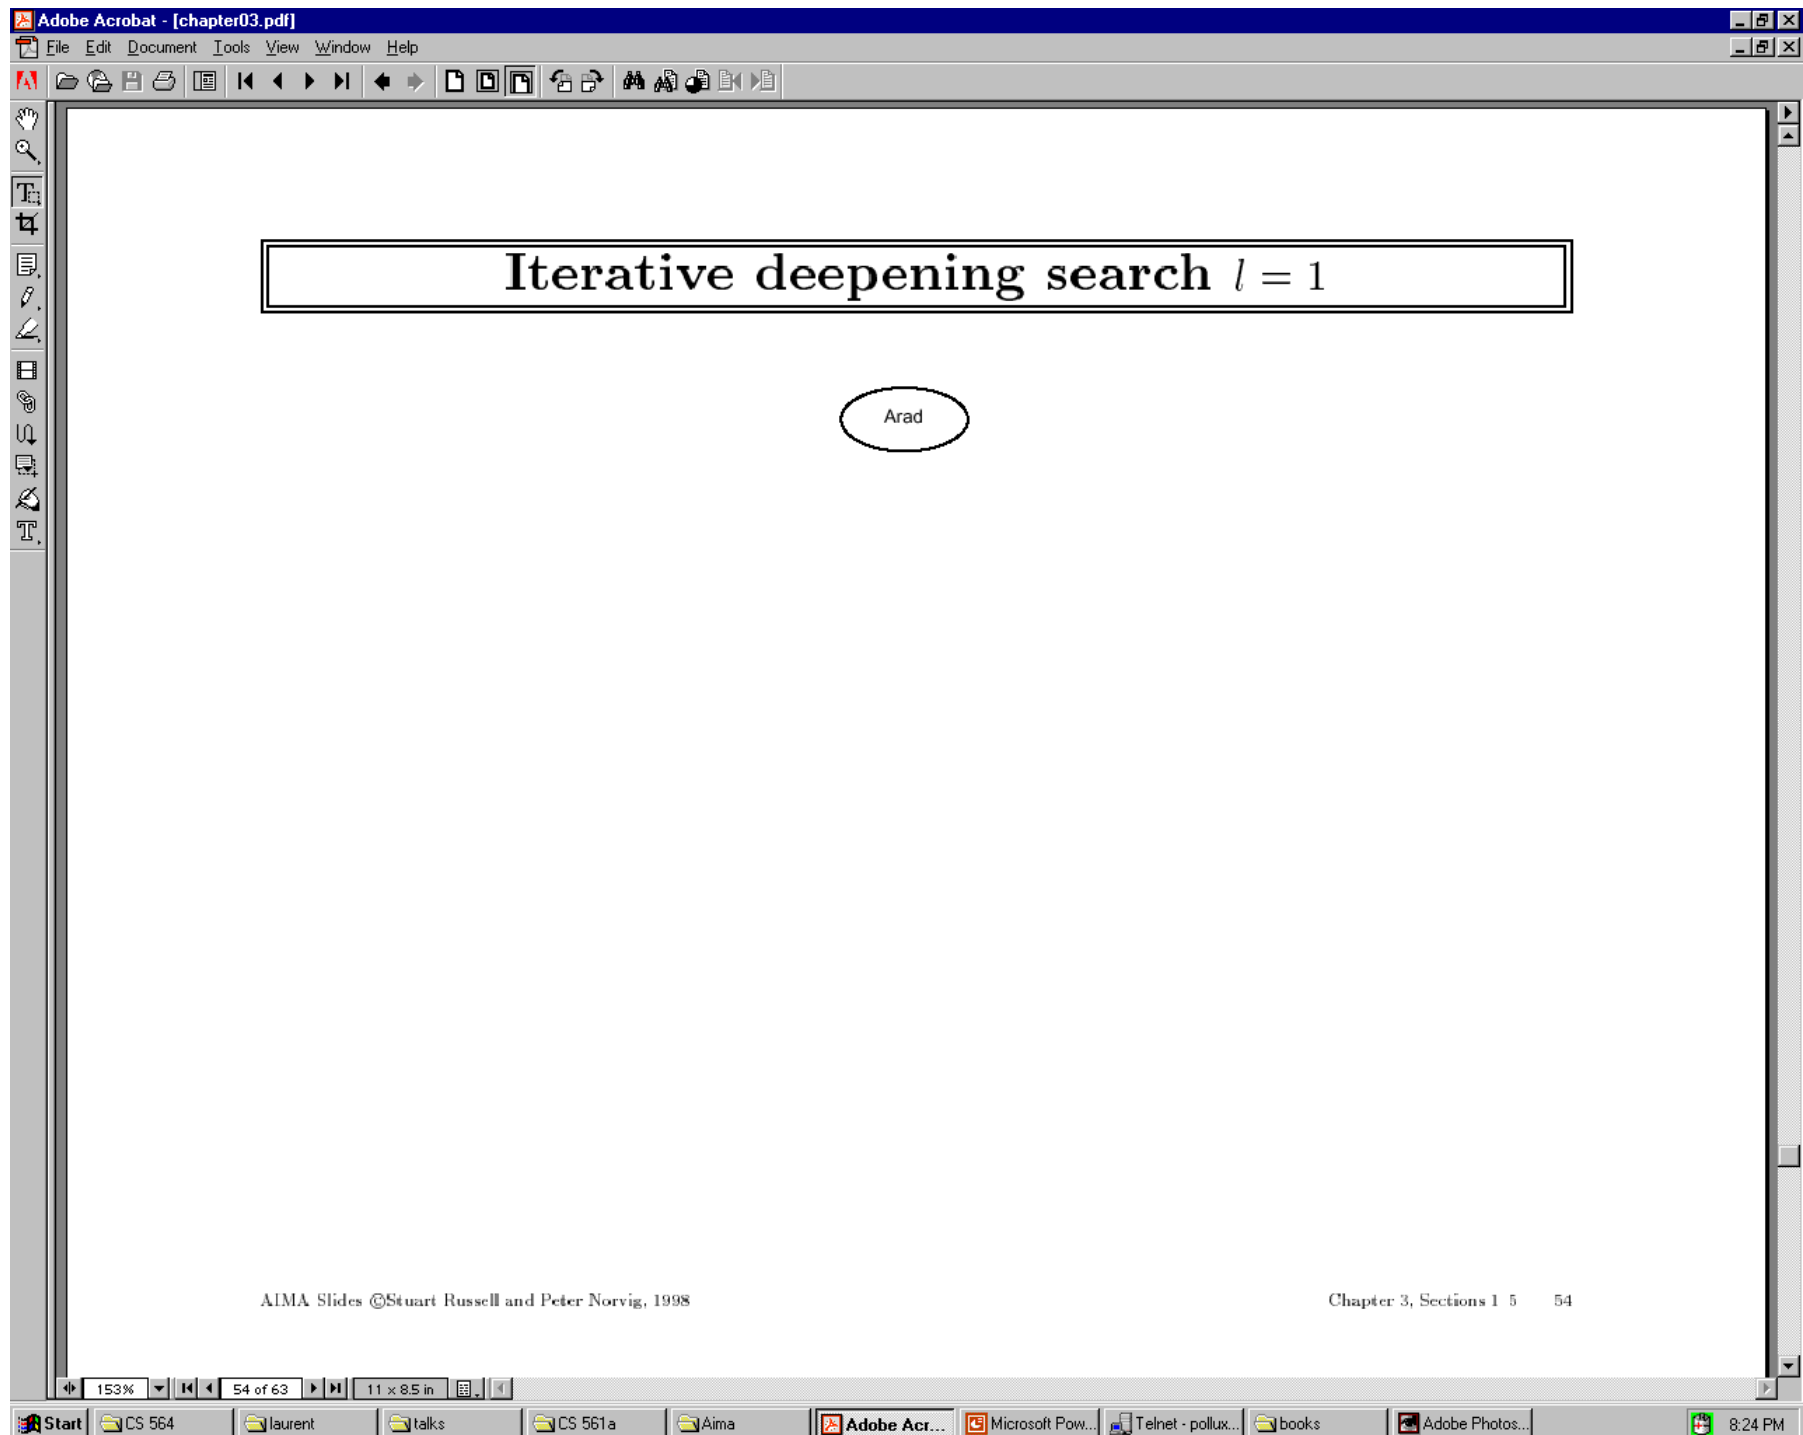 Adobe Acrobat - [chapter03.pdf]
File Edit Document Tools View Window Help
Iterative deepening search l = 1
Arad
AIMA Slides ©Stuart Russell and Peter Norvig, 1998
Chapter 3, Sections 1 5 54
153% 54 of 63 11 x 8.5 in
Start CS 564 laurent talks CS 561a Aima Adobe Acr... Microsoft Pow... Telnet - pollux... books Adobe Photos... 8:24 PM